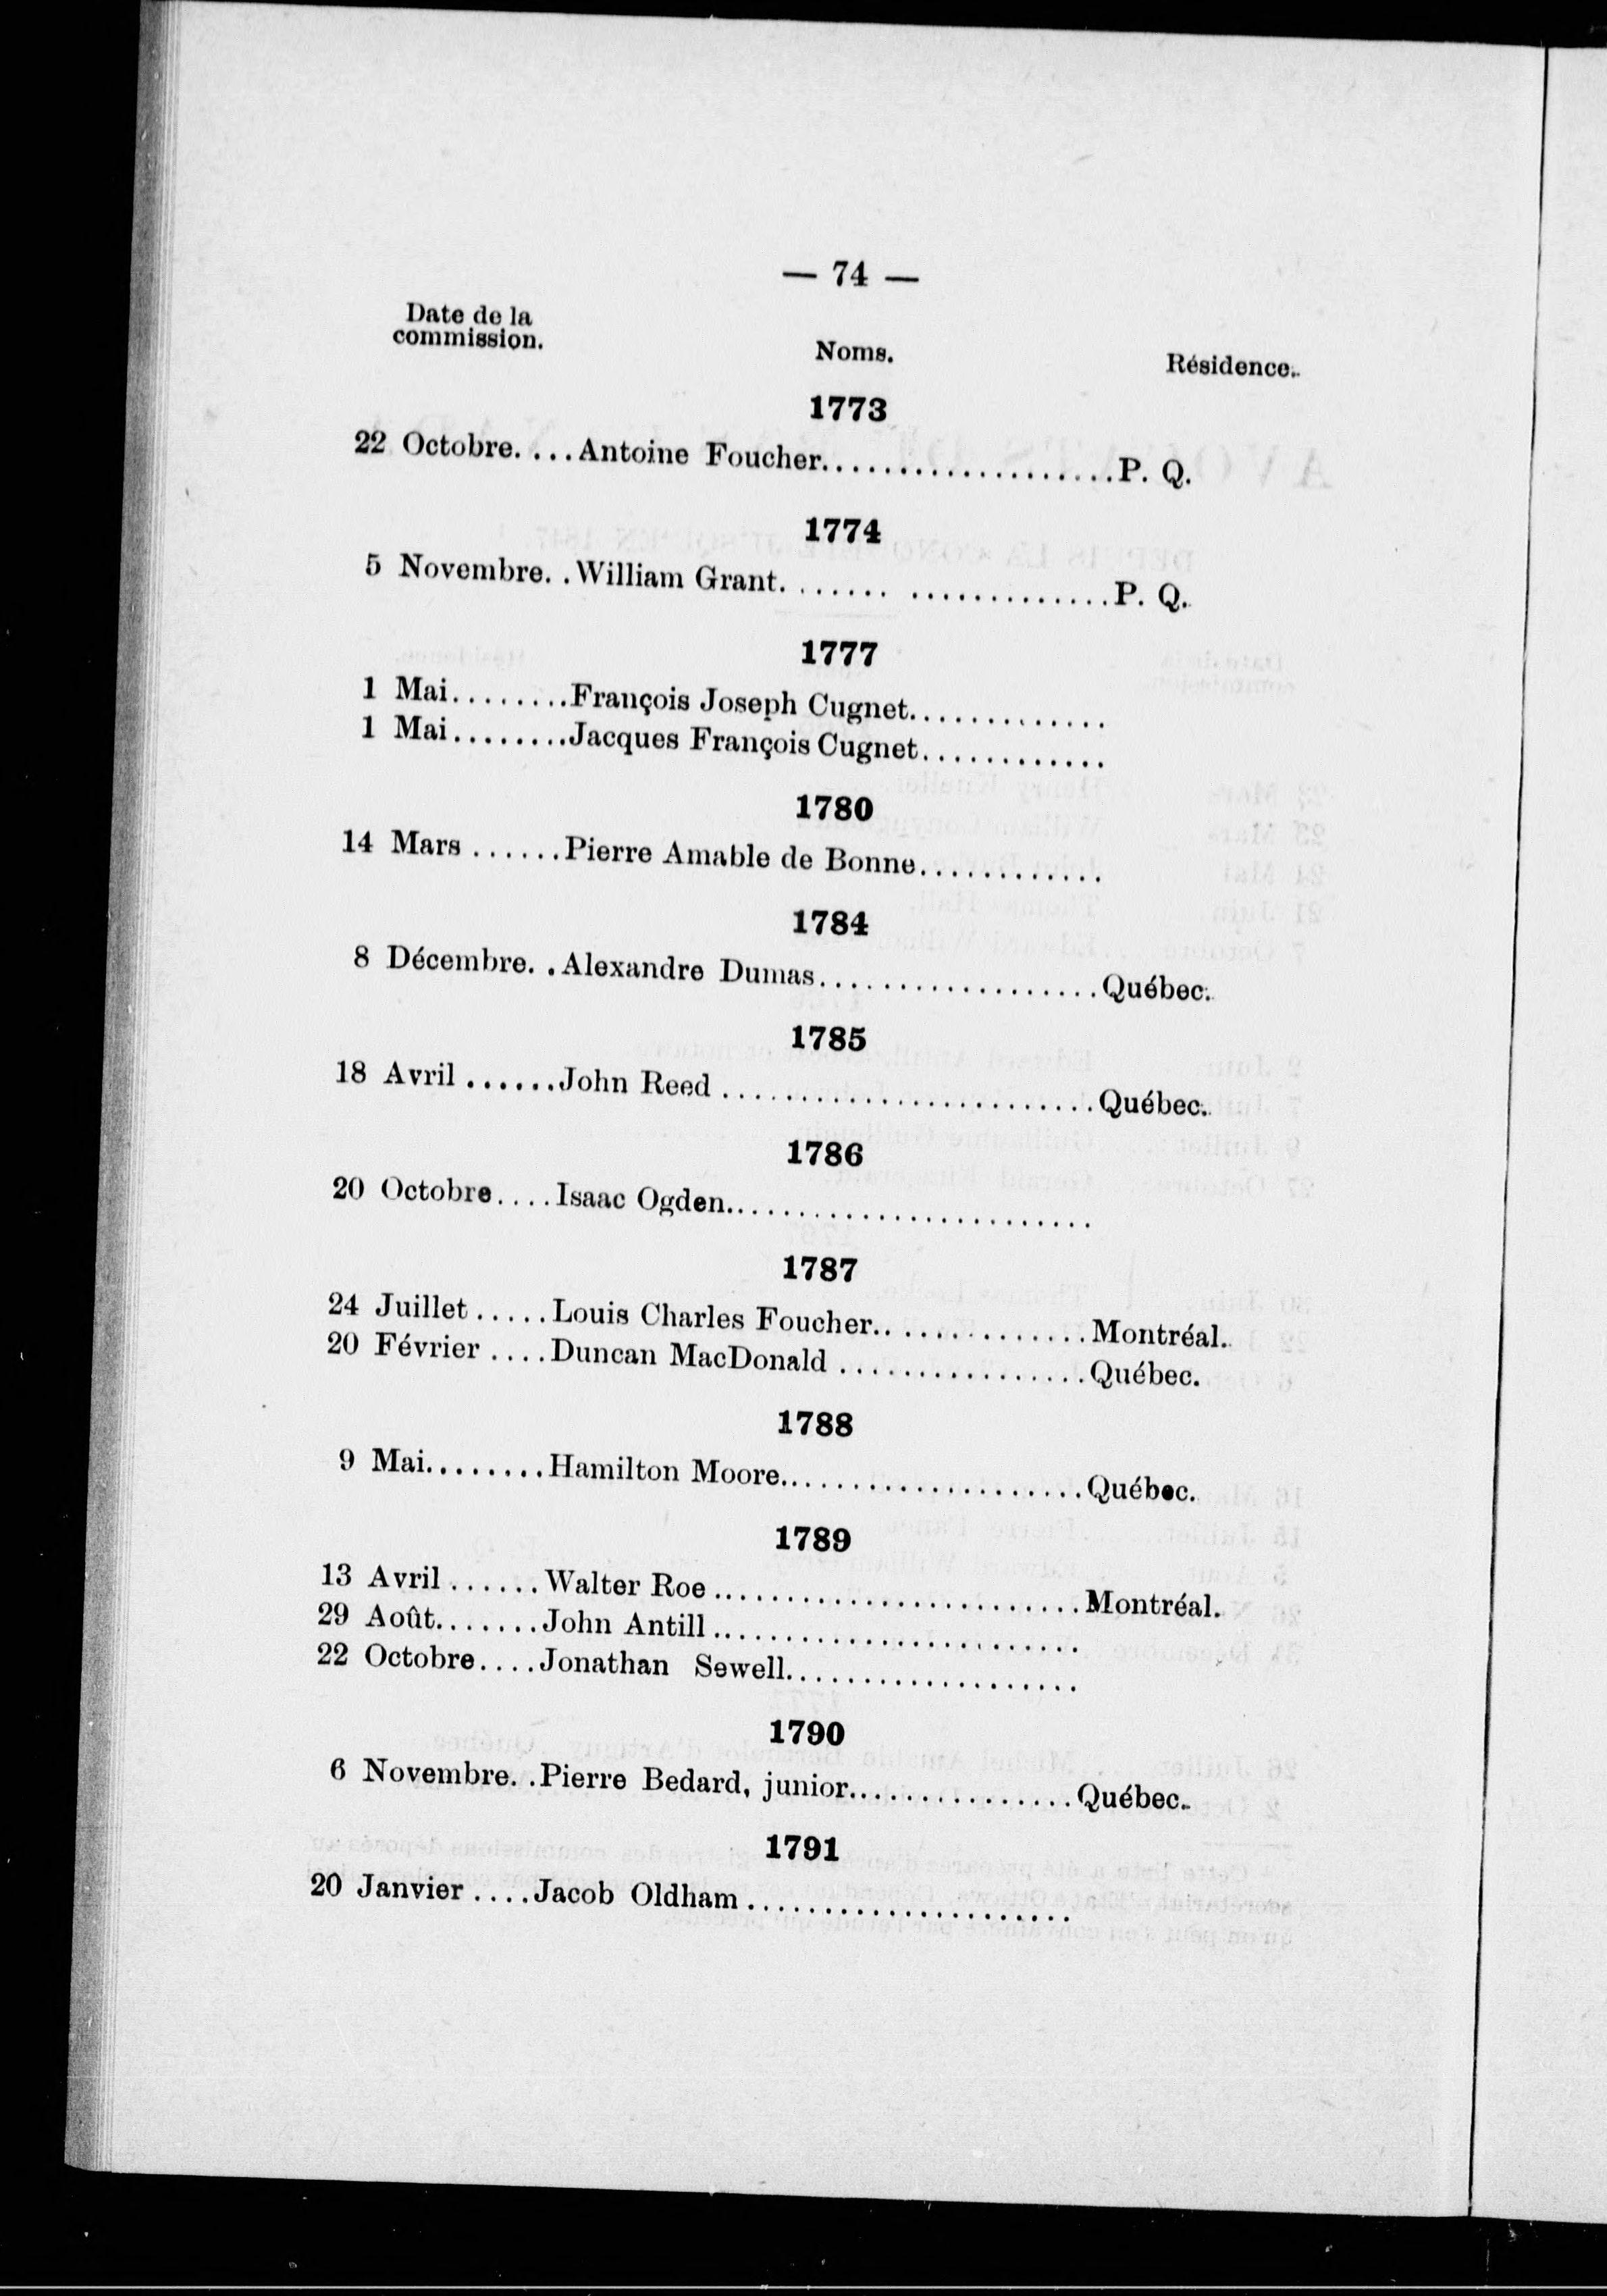 — 74 —
Date de la
commission.
Noms.
Résidence.
1773
22 Octobre....Antoine Foucher...................P. Q.
1774
5 Novembre..William Grant....... .............P. Q.
1777
1 Mai........François Joseph Cugnet.............
1 Mai........Jacques François Cugnet............
1780
14 Mars ......Pierre Amable de Bonne............
1784
8 Décembre..Alexandre Dumas..................Québec.
1785
18 Avril ......John Reed ........................Québec.
1786
20 Octobre....Isaac Ogden........................
1787
24 Juillet.....Louis Charles Foucher..............Montréal.
20 Février ....Duncan MacDonald ................Québec.
1788
9 Mai........Hamilton Moore....................Québec.
1789
13 Avril......Walter Roe........................Montréal.
29 Août.......John Antill........................
22 Octobre....Jonathan Sewell...................
1790
6 Novembre..Pierre Bedard, junior...............Québec.
1791
20 Janvier ....Jacob Oldham.....................